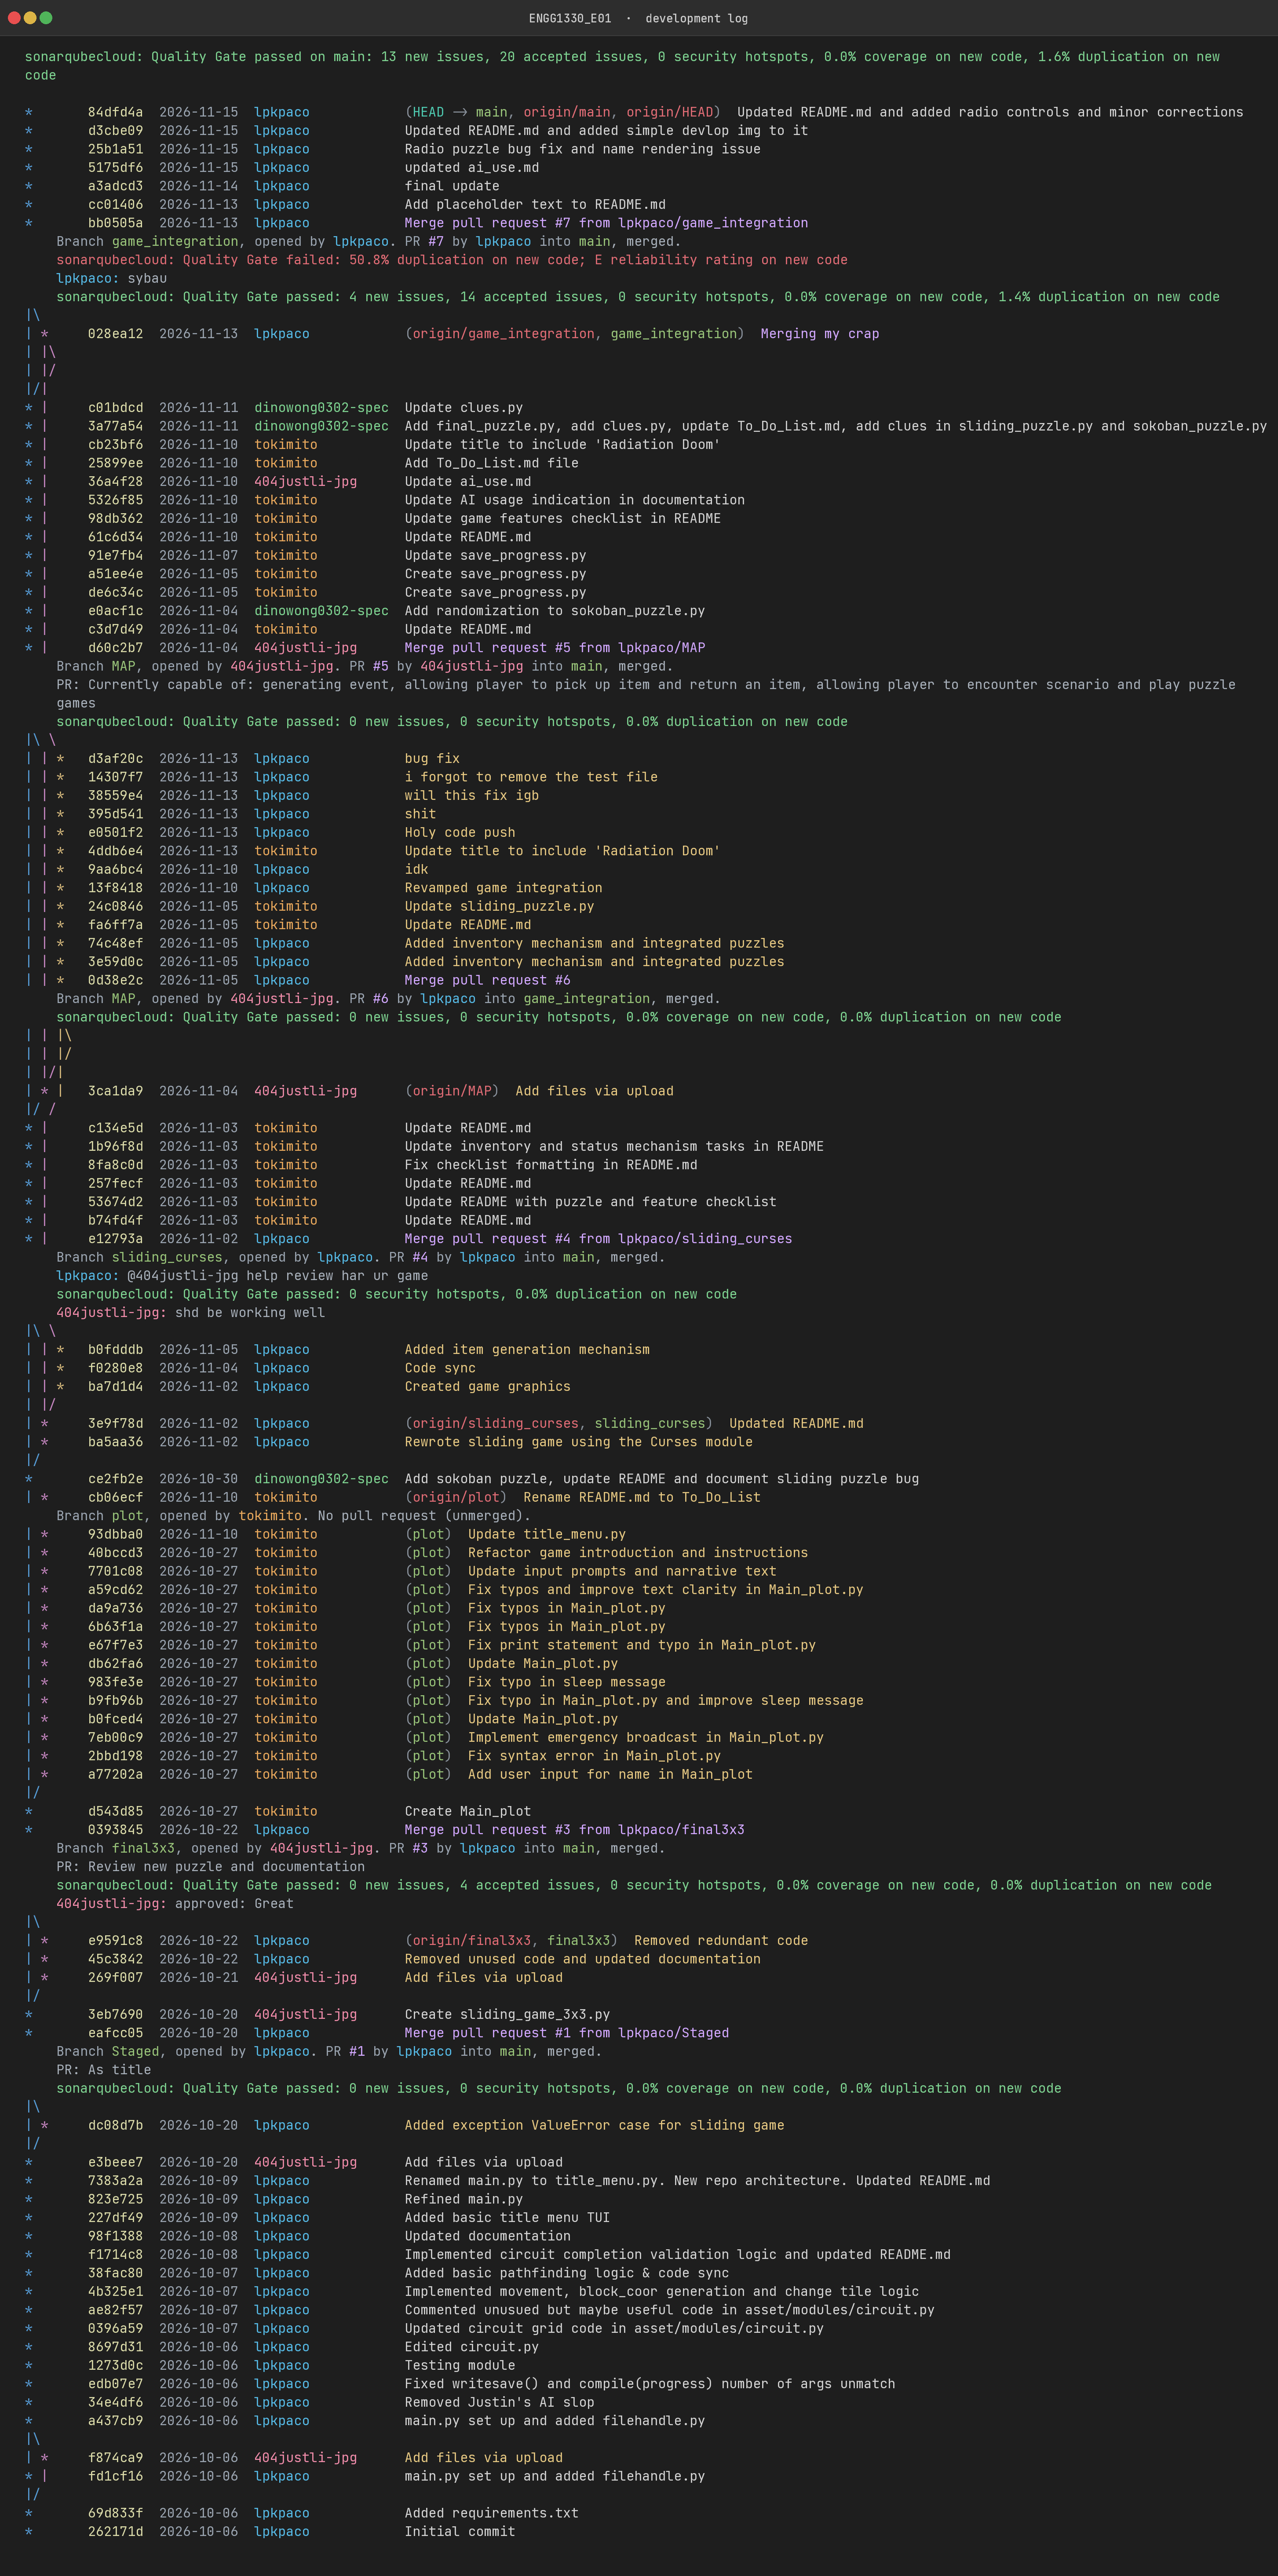 ENGG1330_E01 · development log
sonarqubecloud: Quality Gate passed on main: 13 new issues, 20 accepted issues, 0 security hotspots, 0.0% coverage on new code, 1.6% duplication on new
code
* 84dfd4a 2026-11-15 lpkpaco (HEAD -> main, origin/main, origin/HEAD) Updated README.md and added radio controls and minor corrections
* d3cbe09 2026-11-15 lpkpaco Updated README.md and added simple devlop img to it
* 25b1a51 2026-11-15 lpkpaco Radio puzzle bug fix and name rendering issue
* 5175df6 2026-11-15 lpkpaco updated ai_use.md
* a3adcd3 2026-11-14 lpkpaco final update
* cc01406 2026-11-13 lpkpaco Add placeholder text to README.md
* bb0505a 2026-11-13 lpkpaco Merge pull request #7 from lpkpaco/game_integration
Branch game_integration, opened by lpkpaco. PR #7 by lpkpaco into main, merged.
sonarqubecloud: Quality Gate failed: 50.8% duplication on new code; E reliability rating on new code
lpkpaco: sybau
sonarqubecloud: Quality Gate passed: 4 new issues, 14 accepted issues, 0 security hotspots, 0.0% coverage on new code, 1.4% duplication on new code
|\
| * 028ea12 2026-11-13 lpkpaco (origin/game_integration, game_integration) Merging my crap
| |\
| |/
|/|
* | c01bdcd 2026-11-11 dinowong0302-spec Update clues.py
* | 3a77a54 2026-11-11 dinowong0302-spec Add final_puzzle.py, add clues.py, update To_Do_List.md, add clues in sliding_puzzle.py and sokoban_puzzle.py
* | cb23bf6 2026-11-10 tokimito Update title to include 'Radiation Doom'
* | 25899ee 2026-11-10 tokimito Add To_Do_List.md file
* | 36a4f28 2026-11-10 404justli-jpg Update ai_use.md
* | 5326f85 2026-11-10 tokimito Update AI usage indication in documentation
* | 98db362 2026-11-10 tokimito Update game features checklist in README
* | 61c6d34 2026-11-10 tokimito Update README.md
* | 91e7fb4 2026-11-07 tokimito Update save_progress.py
* | a51ee4e 2026-11-05 tokimito Create save_progress.py
* | de6c34c 2026-11-05 tokimito Create save_progress.py
* | e0acf1c 2026-11-04 dinowong0302-spec Add randomization to sokoban_puzzle.py
* | c3d7d49 2026-11-04 tokimito Update README.md
* | d60c2b7 2026-11-04 404justli-jpg Merge pull request #5 from lpkpaco/MAP
Branch MAP, opened by 404justli-jpg. PR #5 by 404justli-jpg into main, merged.
PR: Currently capable of: generating event, allowing player to pick up item and return an item, allowing player to encounter scenario and play puzzle
games
sonarqubecloud: Quality Gate passed: 0 new issues, 0 security hotspots, 0.0% duplication on new code
|\ \
| | * d3af20c 2026-11-13 lpkpaco bug fix
| | * 14307f7 2026-11-13 lpkpaco i forgot to remove the test file
| | * 38559e4 2026-11-13 lpkpaco will this fix igb
| | * 395d541 2026-11-13 lpkpaco shit
| | * e0501f2 2026-11-13 lpkpaco Holy code push
| | * 4ddb6e4 2026-11-13 tokimito Update title to include 'Radiation Doom'
| | * 9aa6bc4 2026-11-10 lpkpaco idk
| | * 13f8418 2026-11-10 lpkpaco Revamped game integration
| | * 24c0846 2026-11-05 tokimito Update sliding_puzzle.py
| | * fa6ff7a 2026-11-05 tokimito Update README.md
| | * 74c48ef 2026-11-05 lpkpaco Added inventory mechanism and integrated puzzles
| | * 3e59d0c 2026-11-05 lpkpaco Added inventory mechanism and integrated puzzles
| | * 0d38e2c 2026-11-05 lpkpaco Merge pull request #6
Branch MAP, opened by 404justli-jpg. PR #6 by lpkpaco into game_integration, merged.
sonarqubecloud: Quality Gate passed: 0 new issues, 0 security hotspots, 0.0% coverage on new code, 0.0% duplication on new code
| | |\
| | |/
| |/|
| * | 3ca1da9 2026-11-04 404justli-jpg (origin/MAP) Add files via upload
|/ /
* | c134e5d 2026-11-03 tokimito Update README.md
* | 1b96f8d 2026-11-03 tokimito Update inventory and status mechanism tasks in README
* | 8fa8c0d 2026-11-03 tokimito Fix checklist formatting in README.md
* | 257fecf 2026-11-03 tokimito Update README.md
* | 53674d2 2026-11-03 tokimito Update README with puzzle and feature checklist
* | b74fd4f 2026-11-03 tokimito Update README.md
* | e12793a 2026-11-02 lpkpaco Merge pull request #4 from lpkpaco/sliding_curses
Branch sliding_curses, opened by lpkpaco. PR #4 by lpkpaco into main, merged.
lpkpaco: @404justli-jpg help review har ur game
sonarqubecloud: Quality Gate passed: 0 security hotspots, 0.0% duplication on new code
404justli-jpg: shd be working well
|\ \
| | * b0fdddb 2026-11-05 lpkpaco Added item generation mechanism
| | * f0280e8 2026-11-04 lpkpaco Code sync
| | * ba7d1d4 2026-11-02 lpkpaco Created game graphics
| |/
| * 3e9f78d 2026-11-02 lpkpaco (origin/sliding_curses, sliding_curses) Updated README.md
| * ba5aa36 2026-11-02 lpkpaco Rewrote sliding game using the Curses module
|/
* ce2fb2e 2026-10-30 dinowong0302-spec Add sokoban puzzle, update README and document sliding puzzle bug
| * cb06ecf 2026-11-10 tokimito (origin/plot) Rename README.md to To_Do_List
Branch plot, opened by tokimito. No pull request (unmerged).
| * 93dbba0 2026-11-10 tokimito (plot) Update title_menu.py
| * 40bccd3 2026-10-27 tokimito (plot) Refactor game introduction and instructions
| * 7701c08 2026-10-27 tokimito (plot) Update input prompts and narrative text
| * a59cd62 2026-10-27 tokimito (plot) Fix typos and improve text clarity in Main_plot.py
| * da9a736 2026-10-27 tokimito (plot) Fix typos in Main_plot.py
| * 6b63f1a 2026-10-27 tokimito (plot) Fix typos in Main_plot.py
| * e67f7e3 2026-10-27 tokimito (plot) Fix print statement and typo in Main_plot.py
| * db62fa6 2026-10-27 tokimito (plot) Update Main_plot.py
| * 983fe3e 2026-10-27 tokimito (plot) Fix typo in sleep message
| * b9fb96b 2026-10-27 tokimito (plot) Fix typo in Main_plot.py and improve sleep message
| * b0fced4 2026-10-27 tokimito (plot) Update Main_plot.py
| * 7eb00c9 2026-10-27 tokimito (plot) Implement emergency broadcast in Main_plot.py
| * 2bbd198 2026-10-27 tokimito (plot) Fix syntax error in Main_plot.py
| * a77202a 2026-10-27 tokimito (plot) Add user input for name in Main_plot
|/
* d543d85 2026-10-27 tokimito Create Main_plot
* 0393845 2026-10-22 lpkpaco Merge pull request #3 from lpkpaco/final3x3
Branch final3x3, opened by 404justli-jpg. PR #3 by lpkpaco into main, merged.
PR: Review new puzzle and documentation
sonarqubecloud: Quality Gate passed: 0 new issues, 4 accepted issues, 0 security hotspots, 0.0% coverage on new code, 0.0% duplication on new code
404justli-jpg: approved: Great
|\
| * e9591c8 2026-10-22 lpkpaco (origin/final3x3, final3x3) Removed redundant code
| * 45c3842 2026-10-22 lpkpaco Removed unused code and updated documentation
| * 269f007 2026-10-21 404justli-jpg Add files via upload
|/
* 3eb7690 2026-10-20 404justli-jpg Create sliding_game_3x3.py
* eafcc05 2026-10-20 lpkpaco Merge pull request #1 from lpkpaco/Staged
Branch Staged, opened by lpkpaco. PR #1 by lpkpaco into main, merged.
PR: As title
sonarqubecloud: Quality Gate passed: 0 new issues, 0 security hotspots, 0.0% coverage on new code, 0.0% duplication on new code
|\
| * dc08d7b 2026-10-20 lpkpaco Added exception ValueError case for sliding game
|/
* e3beee7 2026-10-20 404justli-jpg Add files via upload
* 7383a2a 2026-10-09 lpkpaco Renamed main.py to title_menu.py. New repo architecture. Updated README.md
* 823e725 2026-10-09 lpkpaco Refined main.py
* 227df49 2026-10-09 lpkpaco Added basic title menu TUI
* 98f1388 2026-10-08 lpkpaco Updated documentation
* f1714c8 2026-10-08 lpkpaco Implemented circuit completion validation logic and updated README.md
* 38fac80 2026-10-07 lpkpaco Added basic pathfinding logic & code sync
* 4b325e1 2026-10-07 lpkpaco Implemented movement, block_coor generation and change tile logic
* ae82f57 2026-10-07 lpkpaco Commented unusued but maybe useful code in asset/modules/circuit.py
* 0396a59 2026-10-07 lpkpaco Updated circuit grid code in asset/modules/circuit.py
* 8697d31 2026-10-06 lpkpaco Edited circuit.py
* 1273d0c 2026-10-06 lpkpaco Testing module
* edb07e7 2026-10-06 lpkpaco Fixed writesave() and compile(progress) number of args unmatch
* 34e4df6 2026-10-06 lpkpaco Removed Justin's AI slop
* a437cb9 2026-10-06 lpkpaco main.py set up and added filehandle.py
|\
| * f874ca9 2026-10-06 404justli-jpg Add files via upload
* | fd1cf16 2026-10-06 lpkpaco main.py set up and added filehandle.py
|/
* 69d833f 2026-10-06 lpkpaco Added requirements.txt
* 262171d 2026-10-06 lpkpaco Initial commit